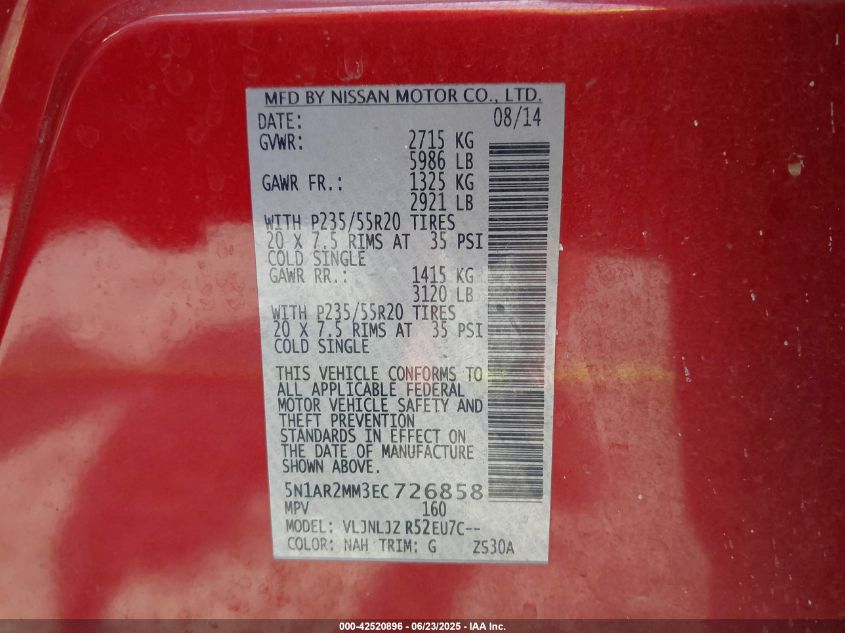 MFD BY NISSAN MOTOR CO., LTD.
DATE: 08/14
GVWR: 2715 KG
5986 LB
GAWR FR.: 1325 KG
2921 LB
WITH P235/55R20 TIRES
20 X 7.5 RIMS AT 35 PSI
COLD SINGLE
GAWR RR.: 1415 KG
3120 LB
WITH P235/55R20 TIRES
20 X 7.5 RIMS AT 35 PSI
COLD SINGLE
THIS VEHICLE CONFORMS TO
ALL APPLICABLE FEDERAL
MOTOR VEHICLE SAFETY AND
THEFT PREVENTION
STANDARDS IN EFFECT ON
THE DATE OF MANUFACTURE
SHOWN ABOVE.
5N1AR2MM3EC726858
MPV 160
MODEL: VLJNLJZ R52EU7C--
COLOR: NAH TRIM: G ZS30A
000-42520896 - 06/23/2025 - IAA Inc.